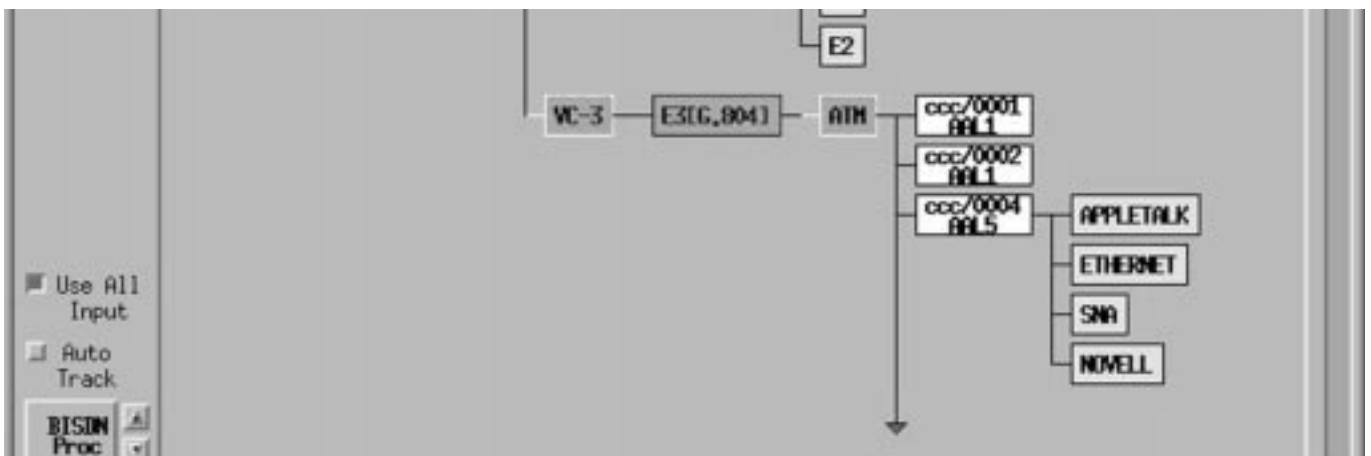 E2
VC-3
E3[G.804]
ATM
ccc/0001
AAL1
ccc/0002
AAL1
ccc/0004
AAL5
APPLETALK
ETHERNET
SNA
NOVELL
Use All
Input
Auto
Track
BISDN
Proc